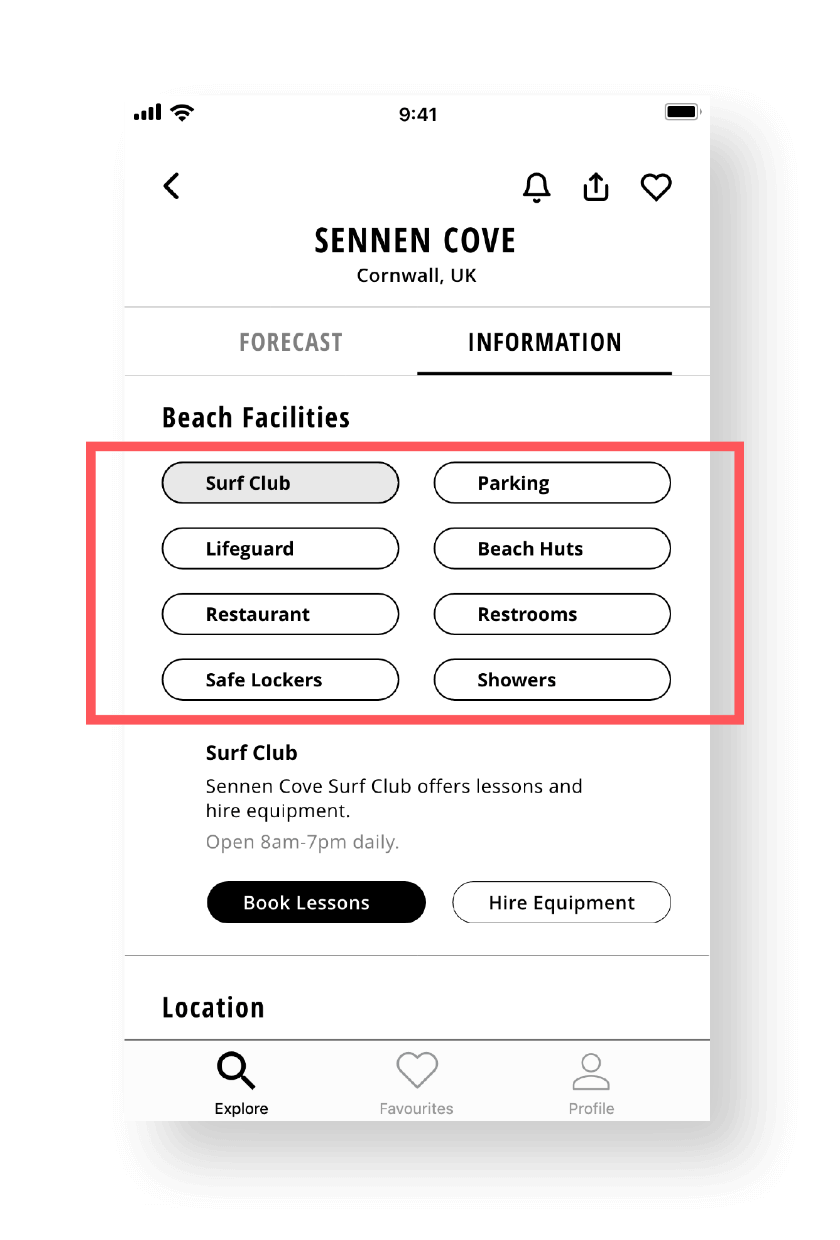 9:41
SENNEN COVE
Cornwall, UK
FORECAST INFORMATION
Beach Facilities
Surf Club Parking
Lifeguard Beach Huts
Restaurant Restrooms
Safe Lockers Showers
Surf Club
Sennen Cove Surf Club offers lessons and
hire equipment.
Open 8am-7pm daily.
Book Lessons Hire Equipment
Location
Explore Favourites Profile